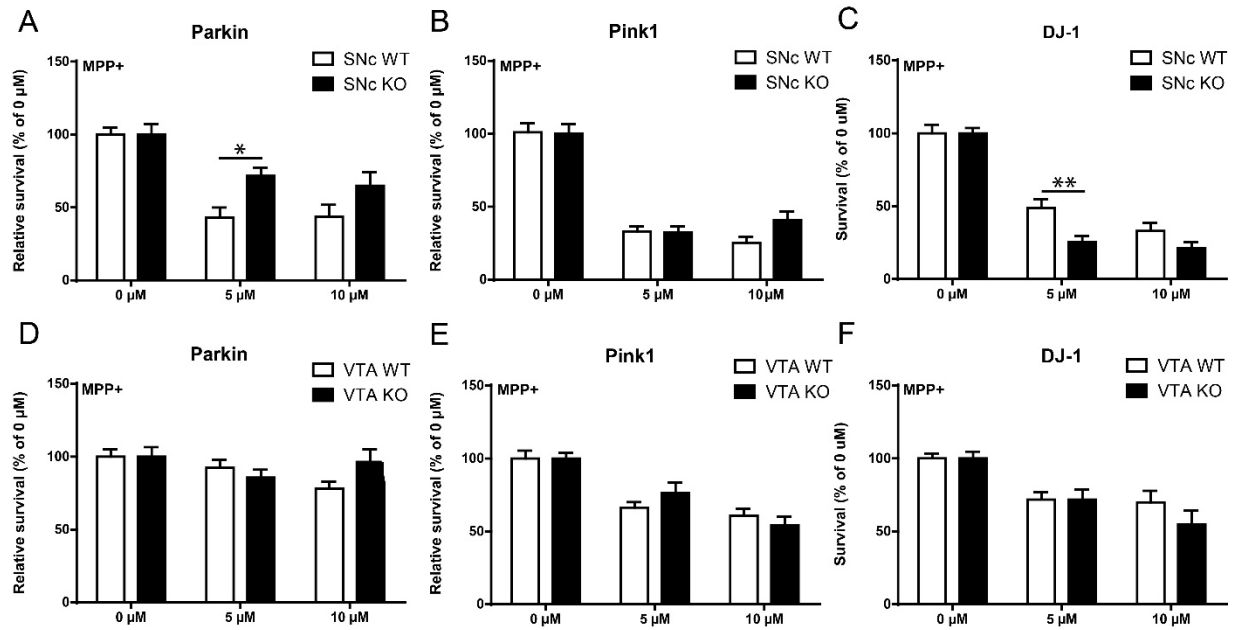 A
Parkin
SNc WT
SNc KO
MPP+
Relative survival (% of 0 µM)
150
100
50
0
*
0 µM
5 µM
10 µM
B
Pink1
SNc WT
SNc KO
MPP+
Relative survival (% of 0 µM)
150
100
50
0
0 µM
5 µM
10µM
C
DJ-1
SNc WT
SNc KO
MPP+
Survival (% of 0 uM)
150
100
50
0
**
0 µM
5 µM
10 µM
D
Parkin
VTA WT
VTA KO
MPP+
Relative survival (% of 0 µM)
150
100
50
0
0 µM
5 µM
10 µM
E
Pink1
VTA WT
VTA KO
MPP+
Relative survival (% of 0 µM)
150
100
50
0
0 µM
5 µM
10 µM
F
DJ-1
VTA WT
VTA KO
MPP+
Survival (% of 0 uM)
150
100
50
0
0 µM
5 µM
10 µM